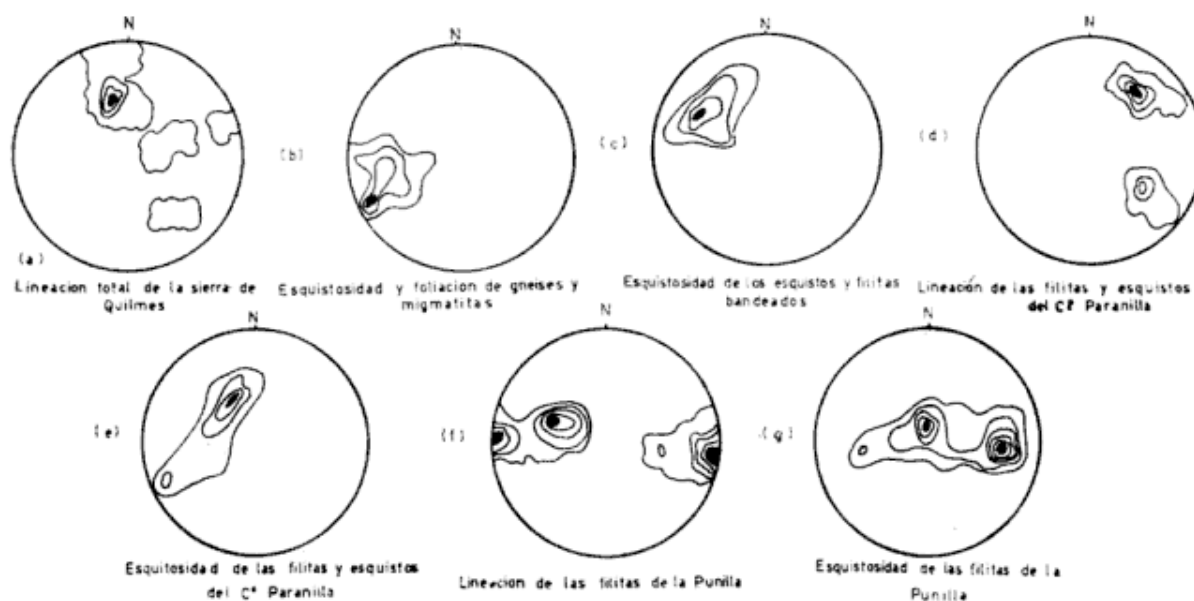 N
N
N
N
(a)
(b)
(c)
(d)
Lineacion total de la sierra de
Quilmes
Esquistosidad y foliacion de gneises y
migmatitas
Esquistosidad de los esquistos y filitas
bandeados
Lineación de las filitas y esquistos
del Cº Paranilla
N
N
N
(e)
(f)
(g)
Esquitosidad de las filitas y esquistos
del Cº Paranilla
Lineacion de las filitas de la Punilla
Esquistosidad de las filitas de la
Punilla